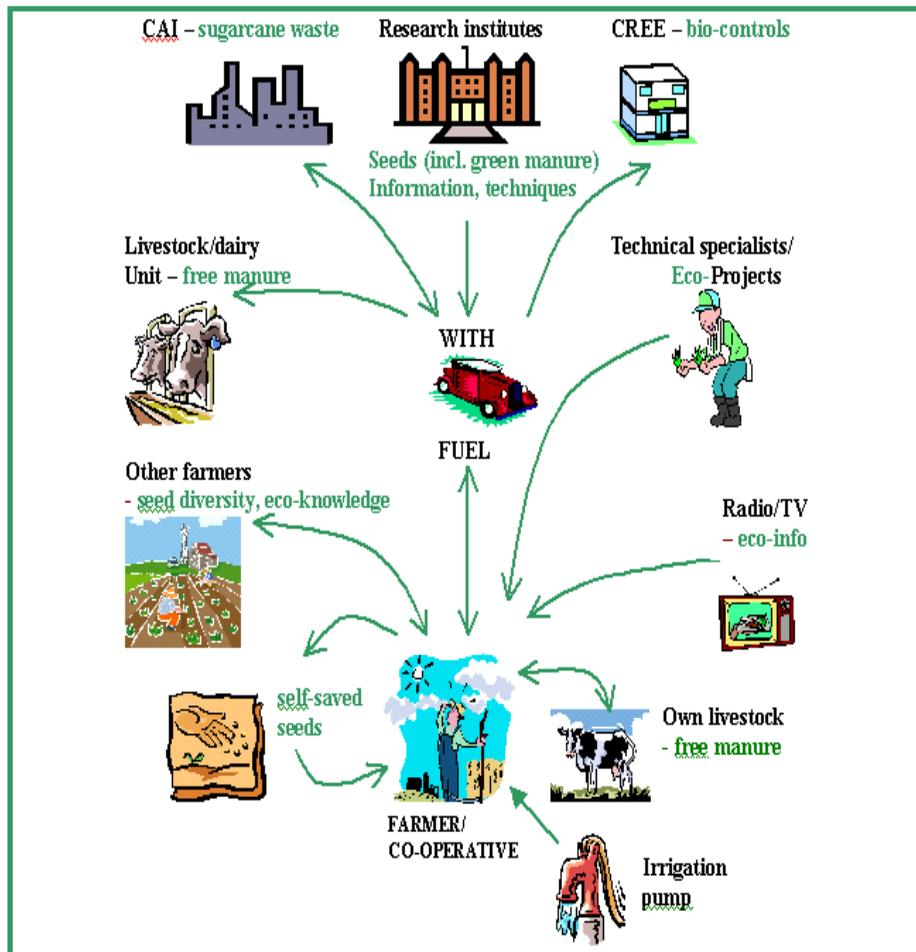 CAI – sugarcane waste
Research institutes
CREE – bio-controls
Seeds (incl. green manure)
Information, techniques
Livestock/dairy
Unit – free manure
Technical specialists/
Eco-Projects
WITH
FUEL
Other farmers
- seed diversity, eco-knowledge
Radio/TV
– eco-info
self-saved
seeds
Own livestock
- free manure
FARMER/
CO-OPERATIVE
Irrigation
pump